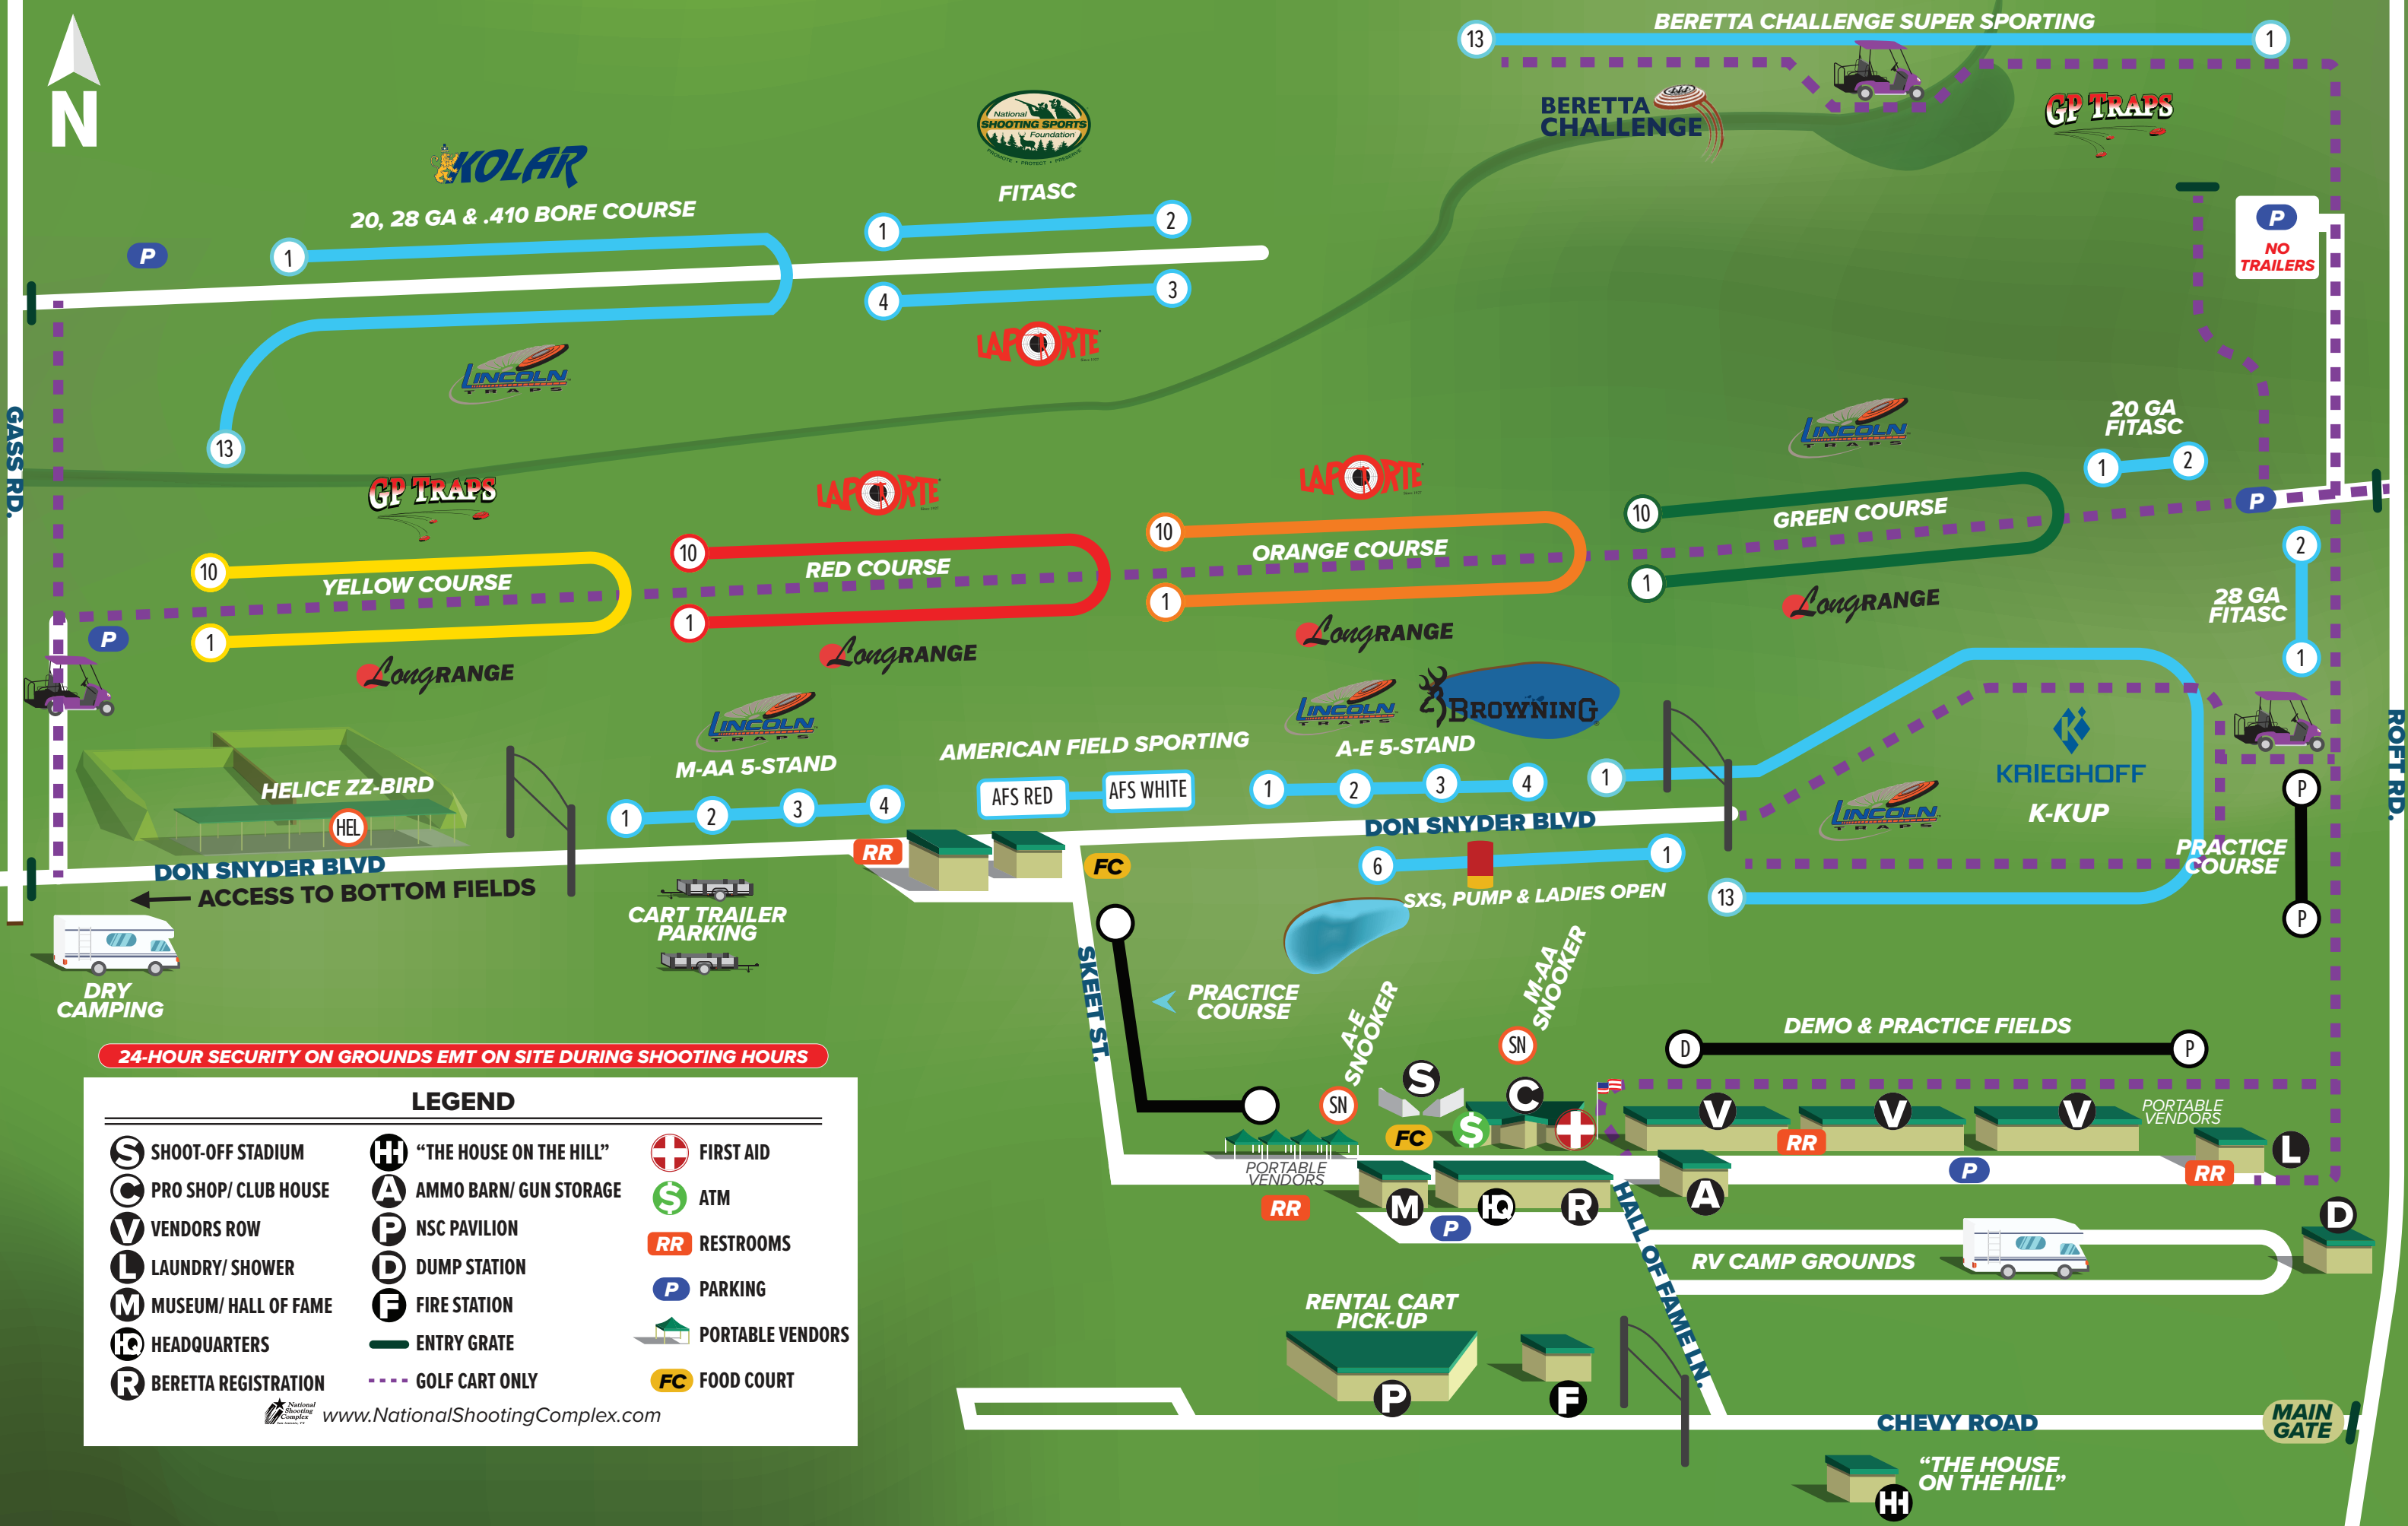 BERETTA CHALLENGE SUPER SPORTING
13
1
N
BERETTA
CHALLENGE
GP TRAPS
National
SHOOTING SPORTS
Foundation
PROMOTE • PROTECT • PRESERVE
KOLAR
FITASC
20, 28 GA & .410 BORE COURSE
P
1
1
2
4
3
P
NO
TRAILERS
LAPORTE
LINCOLN
TRAPS
13
GASS RD.
GP TRAPS
LAPORTE
LAPORTE
LINCOLN
TRAPS
20 GA
FITASC
1
2
P
10
YELLOW COURSE
1
10
RED COURSE
1
10
ORANGE COURSE
1
10
GREEN COURSE
1
2
28 GA
FITASC
1
P
LONGRANGE
LONGRANGE
LONGRANGE
LONGRANGE
LINCOLN
TRAPS
LINCOLN
TRAPS
BROWNING
HELICE ZZ-BIRD
HEL
M-AA 5-STAND
1
2
3
4
AMERICAN FIELD SPORTING
AFS RED
AFS WHITE
A-E 5-STAND
1
2
3
4
1
KRIEGHOFF
K-KUP
LINCOLN
TRAPS
13
ROFT RD.
P
PRACTICE
COURSE
P
DON SNYDER BLVD
ACCESS TO BOTTOM FIELDS
RR
FC
DON SNYDER BLVD
6
1
SXS, PUMP & LADIES OPEN
CART TRAILER
PARKING
DRY
CAMPING
SKEET ST.
PRACTICE
COURSE
A-E
SNOOKER
SN
M-AA
SNOOKER
SN
DEMO & PRACTICE FIELDS
D
P
S
C
FC
$
V
V
V
RR
PORTABLE
VENDORS
L
RR
PORTABLE
VENDORS
RR
M
HQ
R
A
P
P
HALL OF FAME LN.
RV CAMP GROUNDS
D
RENTAL CART
PICK-UP
P
F
CHEVY ROAD
MAIN
GATE
"THE HOUSE
ON THE HILL"
HH
24-HOUR SECURITY ON GROUNDS EMT ON SITE DURING SHOOTING HOURS
LEGEND
S SHOOT-OFF STADIUM
C PRO SHOP/ CLUB HOUSE
V VENDORS ROW
L LAUNDRY/ SHOWER
M MUSEUM/ HALL OF FAME
HQ HEADQUARTERS
R BERETTA REGISTRATION
HH "THE HOUSE ON THE HILL"
A AMMO BARN/ GUN STORAGE
P NSC PAVILION
D DUMP STATION
F FIRE STATION
ENTRY GRATE
GOLF CART ONLY
FIRST AID
$ ATM
RR RESTROOMS
P PARKING
PORTABLE VENDORS
FC FOOD COURT
National
Shooting
Complex
www.NationalShootingComplex.com